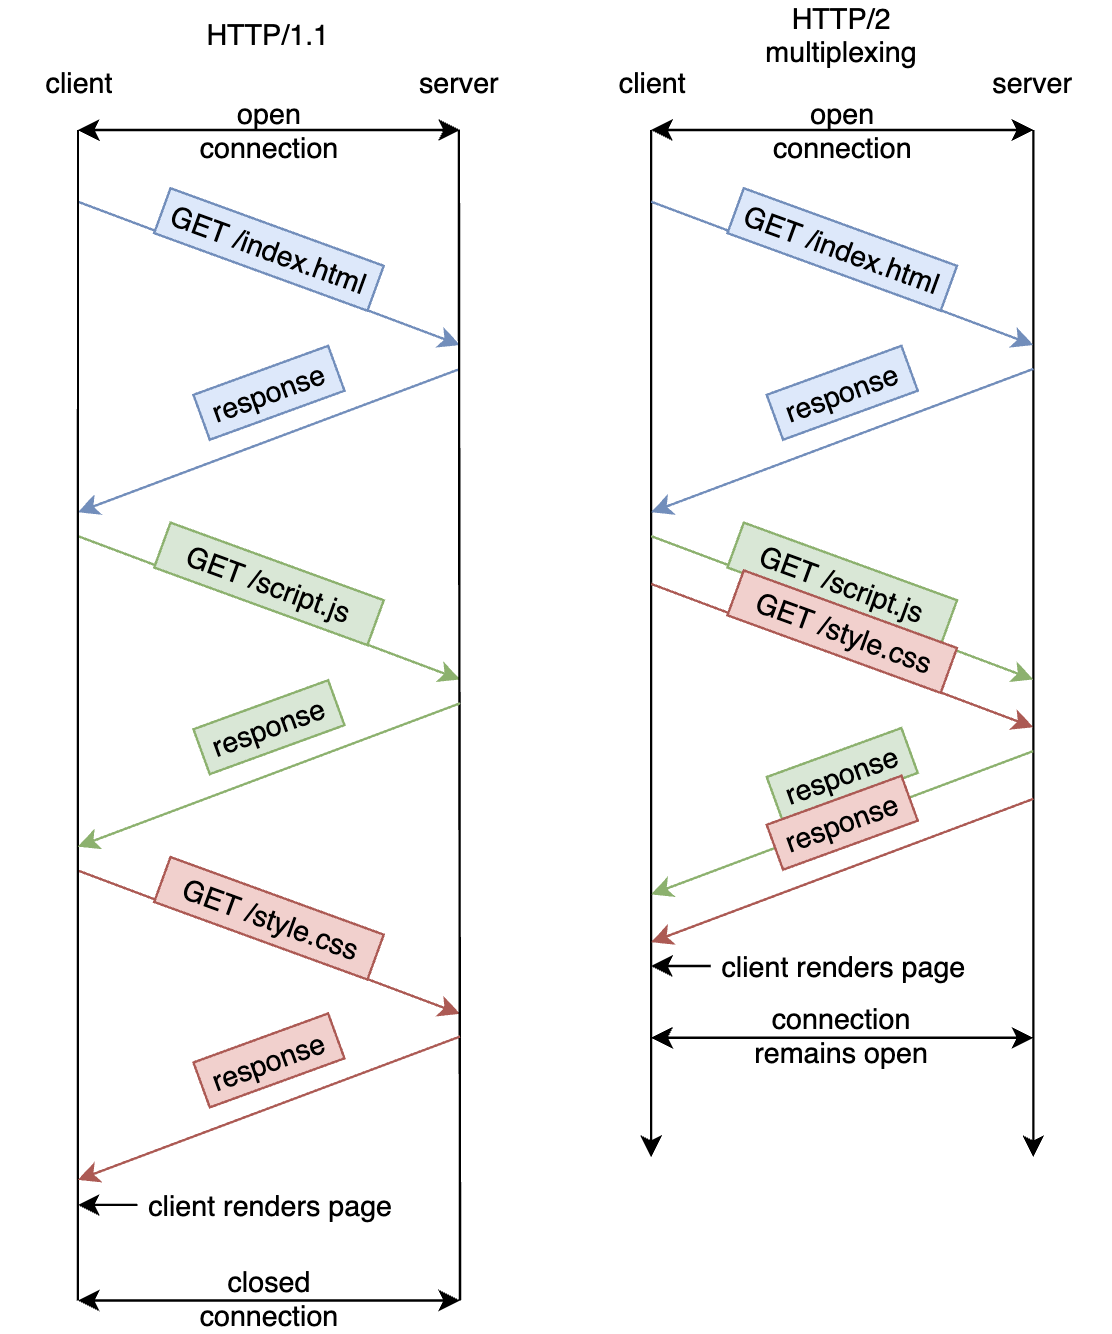 HTTP/1.1
client
server
open
connection
GET /index.html
response
GET /script.js
response
GET /style.css
response
client renders page
closed
connection
HTTP/2
multiplexing
client
server
open
connection
GET /index.html
response
GET /script.js
GET /style.css
response
response
client renders page
connection
remains open